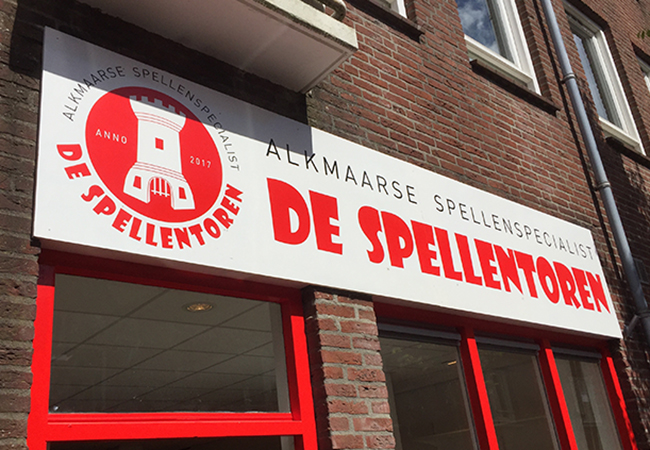 ALKMAARSE SPELLENSPECIALIST
ANNO 2017
DE SPELLENTOREN
ALKMAARSE SPELLENSPECIALIST
DE SPELLENTOREN